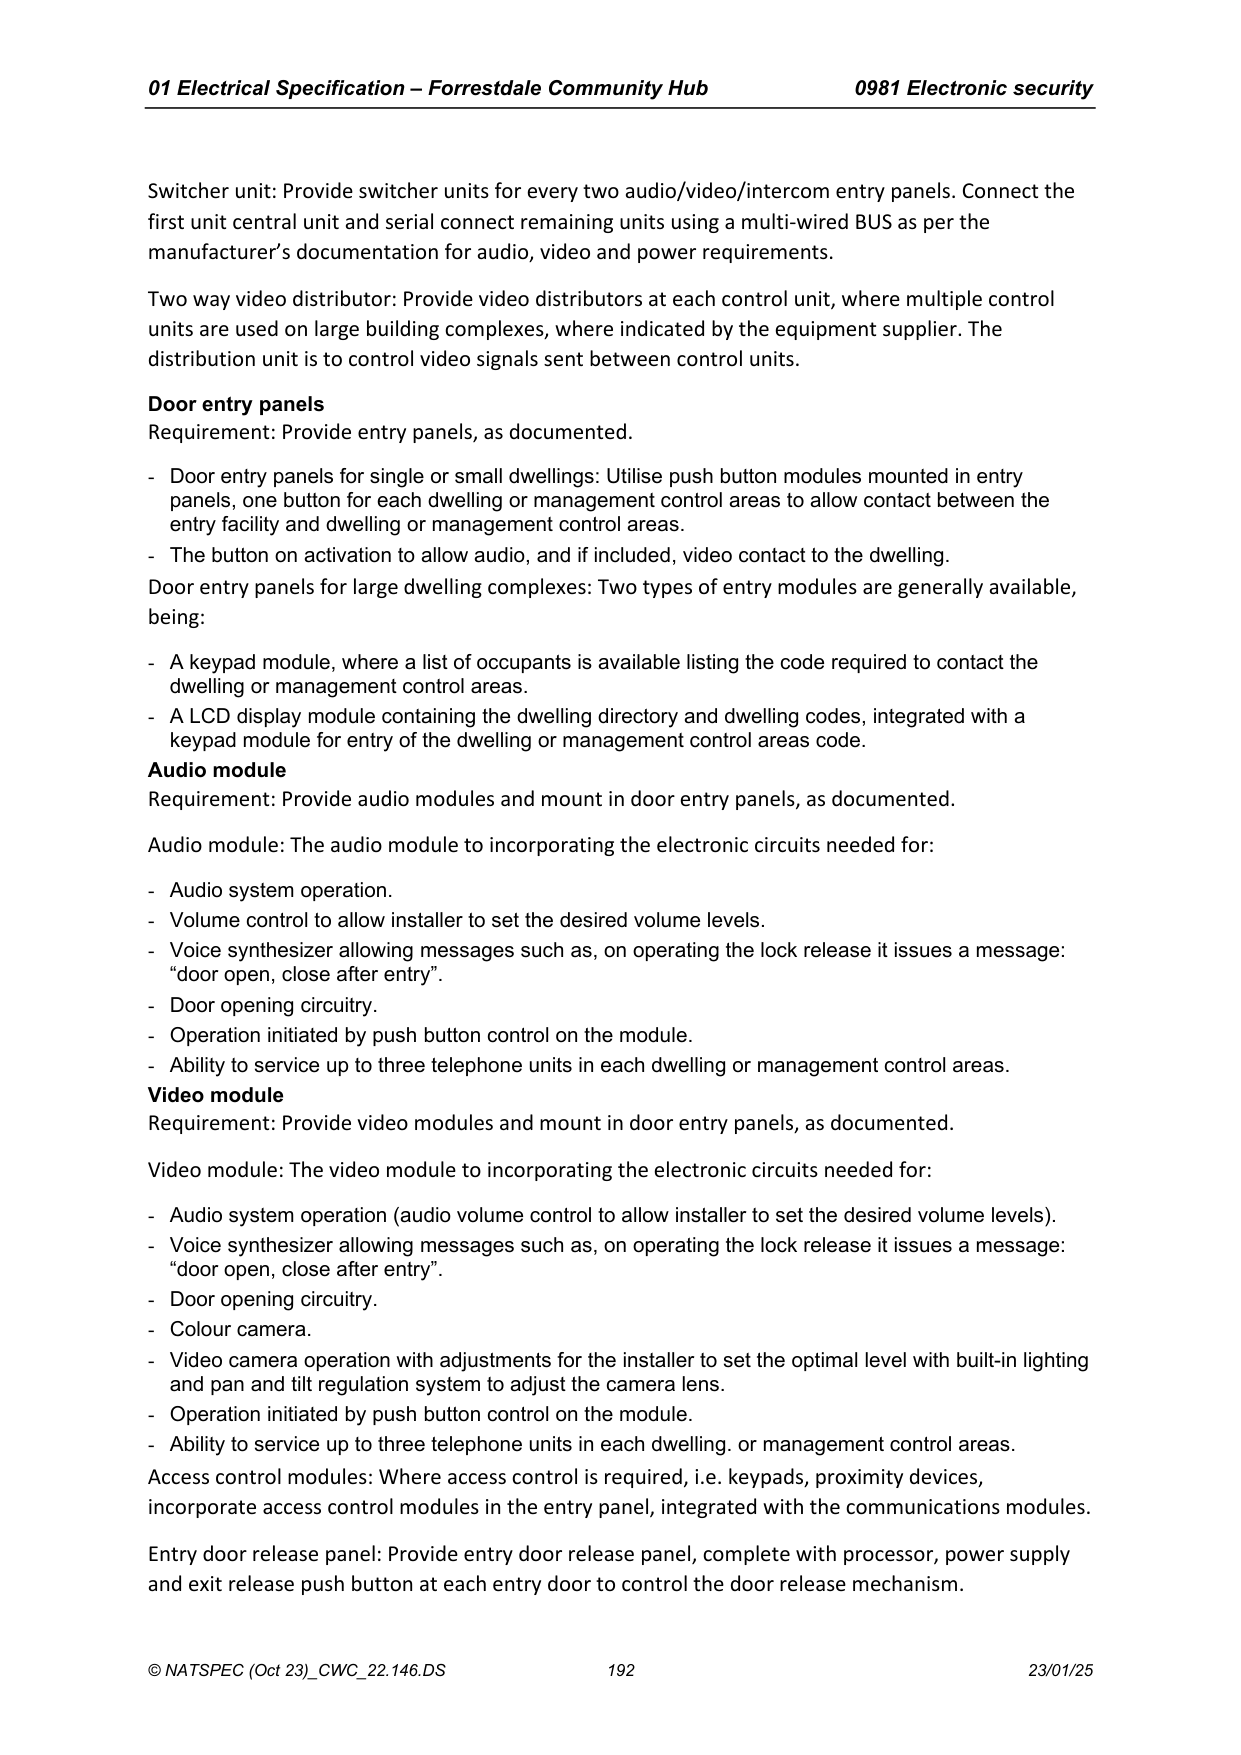 01 Electrical Specification – Forrestdale Community Hub 0981 Electronic security
Switcher unit: Provide switcher units for every two audio/video/intercom entry panels. Connect the
first unit central unit and serial connect remaining units using a multi-wired BUS as per the
manufacturer’s documentation for audio, video and power requirements.
Two way video distributor: Provide video distributors at each control unit, where multiple control
units are used on large building complexes, where indicated by the equipment supplier. The
distribution unit is to control video signals sent between control units.
Door entry panels
Requirement: Provide entry panels, as documented.
- Door entry panels for single or small dwellings: Utilise push button modules mounted in entry
panels, one button for each dwelling or management control areas to allow contact between the
entry facility and dwelling or management control areas.
- The button on activation to allow audio, and if included, video contact to the dwelling.
Door entry panels for large dwelling complexes: Two types of entry modules are generally available,
being:
- A keypad module, where a list of occupants is available listing the code required to contact the
dwelling or management control areas.
- A LCD display module containing the dwelling directory and dwelling codes, integrated with a
keypad module for entry of the dwelling or management control areas code.
Audio module
Requirement: Provide audio modules and mount in door entry panels, as documented.
Audio module: The audio module to incorporating the electronic circuits needed for:
- Audio system operation.
- Volume control to allow installer to set the desired volume levels.
- Voice synthesizer allowing messages such as, on operating the lock release it issues a message:
“door open, close after entry”.
- Door opening circuitry.
- Operation initiated by push button control on the module.
- Ability to service up to three telephone units in each dwelling or management control areas.
Video module
Requirement: Provide video modules and mount in door entry panels, as documented.
Video module: The video module to incorporating the electronic circuits needed for:
- Audio system operation (audio volume control to allow installer to set the desired volume levels).
- Voice synthesizer allowing messages such as, on operating the lock release it issues a message:
“door open, close after entry”.
- Door opening circuitry.
- Colour camera.
- Video camera operation with adjustments for the installer to set the optimal level with built-in lighting
and pan and tilt regulation system to adjust the camera lens.
- Operation initiated by push button control on the module.
- Ability to service up to three telephone units in each dwelling. or management control areas.
Access control modules: Where access control is required, i.e. keypads, proximity devices,
incorporate access control modules in the entry panel, integrated with the communications modules.
Entry door release panel: Provide entry door release panel, complete with processor, power supply
and exit release push button at each entry door to control the door release mechanism.
© NATSPEC (Oct 23)_CWC_22.146.DS 192 23/01/25